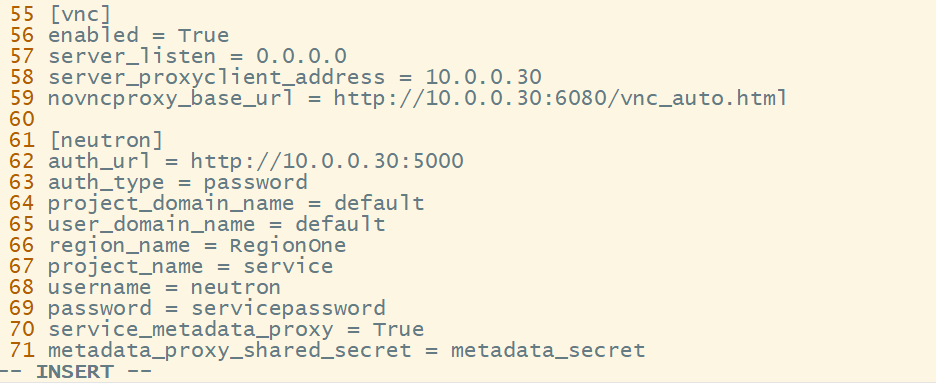 55 [vnc]
56 enabled = True
57 server_listen = 0.0.0.0
58 server_proxyclient_address = 10.0.0.30
59 novncproxy_base_url = http://10.0.0.30:6080/vnc_auto.html
60
61 [neutron]
62 auth_url = http://10.0.0.30:5000
63 auth_type = password
64 project_domain_name = default
65 user_domain_name = default
66 region_name = RegionOne
67 project_name = service
68 username = neutron
69 password = servicepassword
70 service_metadata_proxy = True
71 metadata_proxy_shared_secret = metadata_secret
-- INSERT --